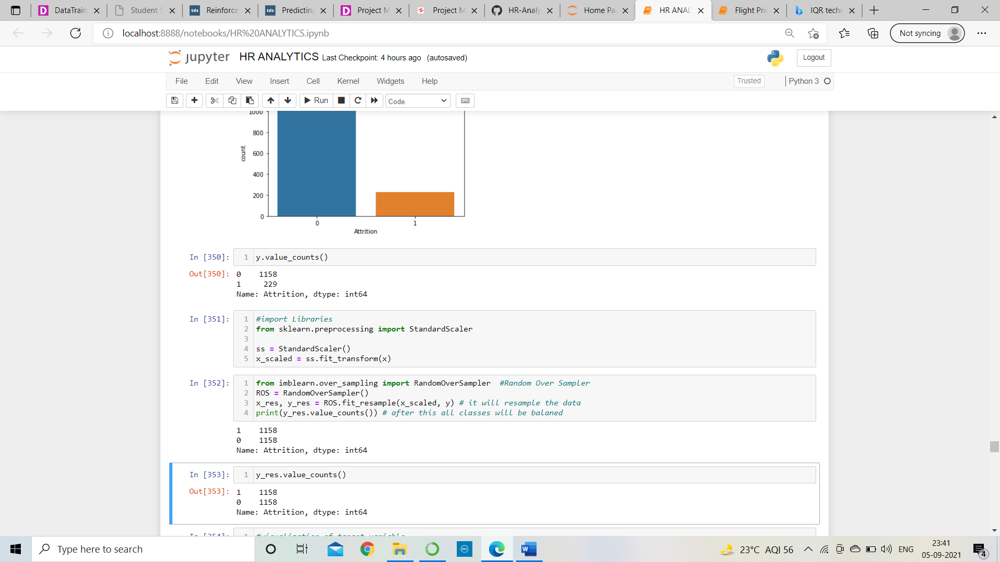 DataTrain
Student S
Reinforce
Predicting
Project M
Project M
HR-Analy
Home Pa
HR ANAL
Flight Pric
IQR techn
localhost:8888/notebooks/HR%20ANALYTICS.ipynb
Not syncing
jupyter HR ANALYTICS Last Checkpoint: 4 hours ago (autosaved)
Logout
File Edit View Insert Cell Kernel Widgets Help
Trusted
Python 3
Run
Code
1000
800
600
400
200
0
count
0 1
Attrition
In [350]: 1 y.value_counts()
Out[350]: 0 1158
1 229
Name: Attrition, dtype: int64
In [351]: 1 #import Libraries
2 from sklearn.preprocessing import StandardScaler
3
4 ss = StandardScaler()
5 x_scaled = ss.fit_transform(x)
In [352]: 1 from imblearn.over_sampling import RandomOverSampler #Random Over Sampler
2 ROS = RandomOverSampler()
3 x_res, y_res = ROS.fit_resample(x_scaled, y) # it will resample the data
4 print(y_res.value_counts()) # after this all classes will be balaned
1 1158
0 1158
Name: Attrition, dtype: int64
In [353]: 1 y_res.value_counts()
Out[353]: 1 1158
0 1158
Name: Attrition, dtype: int64
In [354]: 1 #visualization of target variable
Type here to search
23°C AQI 56
ENG
23:41
05-09-2021
4